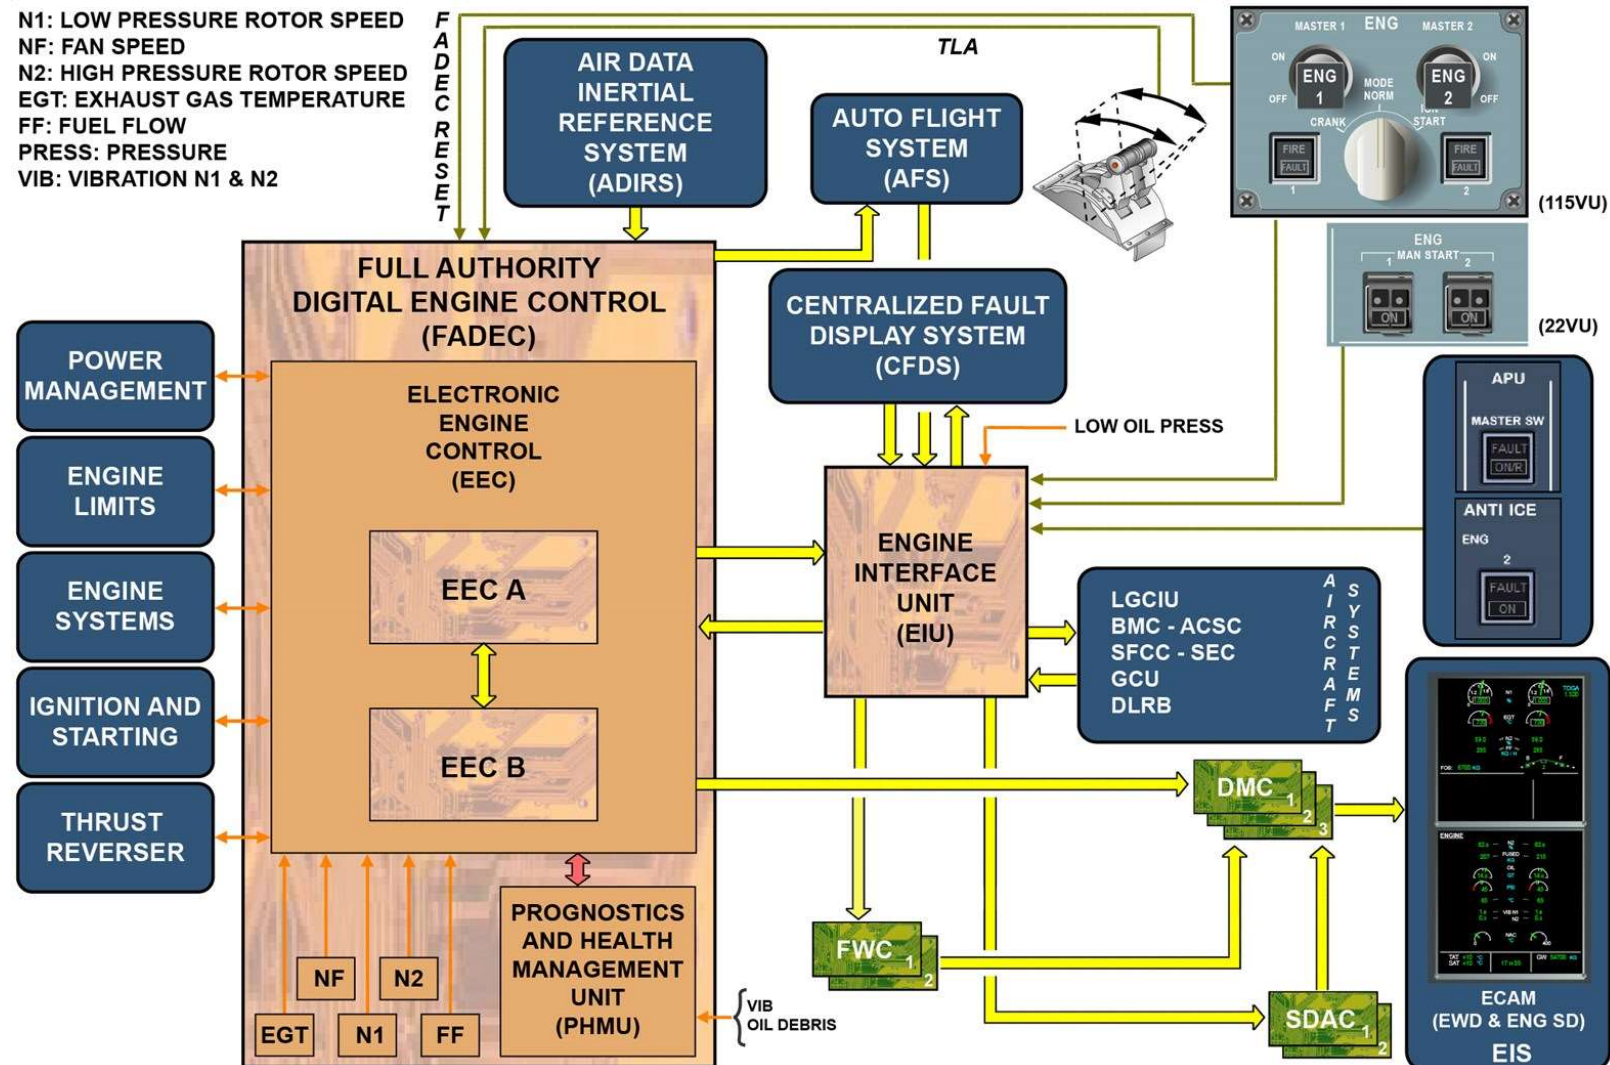 N1: LOW PRESSURE ROTOR SPEED
NF: FAN SPEED
N2: HIGH PRESSURE ROTOR SPEED
EGT: EXHAUST GAS TEMPERATURE
FF: FUEL FLOW
PRESS: PRESSURE
VIB: VIBRATION N1 & N2
FADEC RESET
TLA
AIR DATA
INERTIAL
REFERENCE
SYSTEM
(ADIRS)
AUTO FLIGHT
SYSTEM
(AFS)
MASTER 1 ENG MASTER 2
ON ON
ENG
1
ENG
2
OFF OFF
MODE
NORM
CRANK
START
FIRE
FAULT
1
FIRE
FAULT
2
(115VU)
ENG
MAN START
1 2
ON ON
(22VU)
FULL AUTHORITY
DIGITAL ENGINE CONTROL
(FADEC)
CENTRALIZED FAULT
DISPLAY SYSTEM
(CFDS)
POWER
MANAGEMENT
ENGINE
LIMITS
ENGINE
SYSTEMS
IGNITION AND
STARTING
THRUST
REVERSER
ELECTRONIC
ENGINE
CONTROL
(EEC)
EEC A
EEC B
LOW OIL PRESS
APU
MASTER SW
FAULT
ON/R
ANTI ICE
ENG
2
FAULT
ON
ENGINE
INTERFACE
UNIT
(EIU)
LGCIU
BMC - ACSC
SFCC - SEC
GCU
DLRB
AIRCRAFT
SYSTEMS
DMC 1
2
3
FWC 1
2
SDAC 1
2
PROGNOSTICS
AND HEALTH
MANAGEMENT
UNIT
(PHMU)
NF
N2
EGT
N1
FF
VIB
OIL DEBRIS
N1
TOGA
EGT
ENGINE
N2
OIL
ECAM
(EWD & ENG SD)
EIS